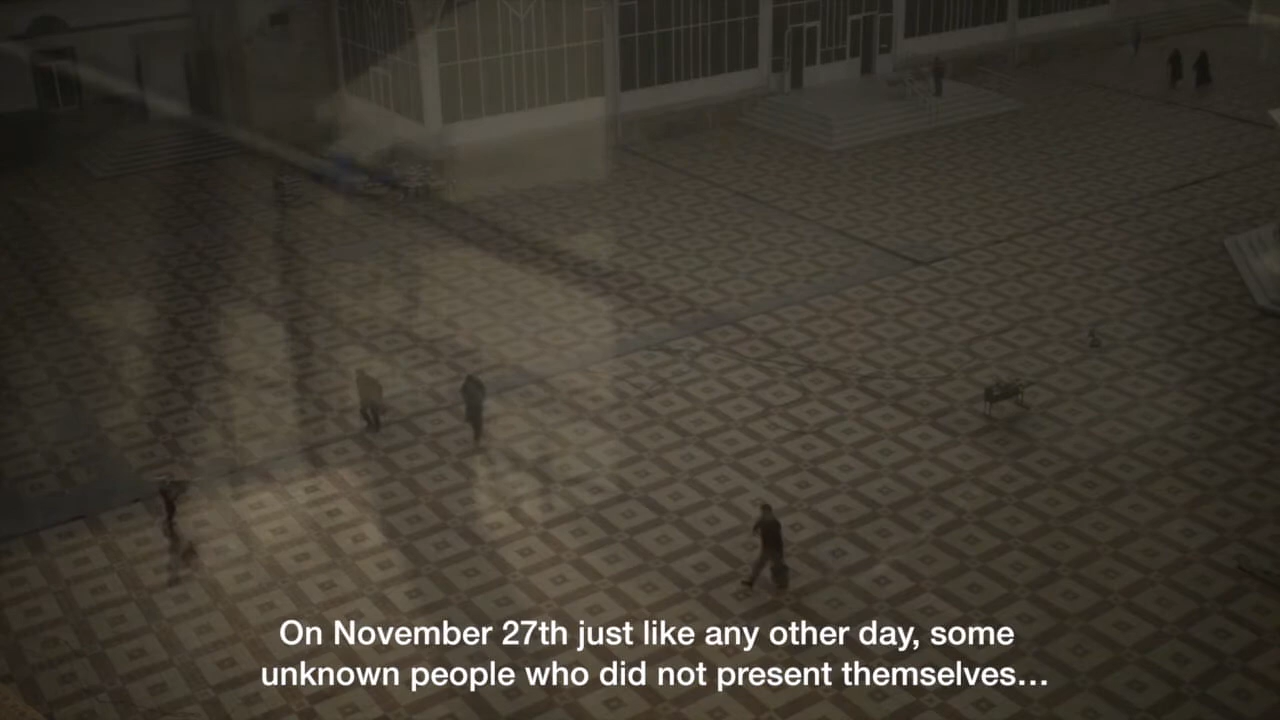 On November 27th just like any other day, some
unknown people who did not present themselves...